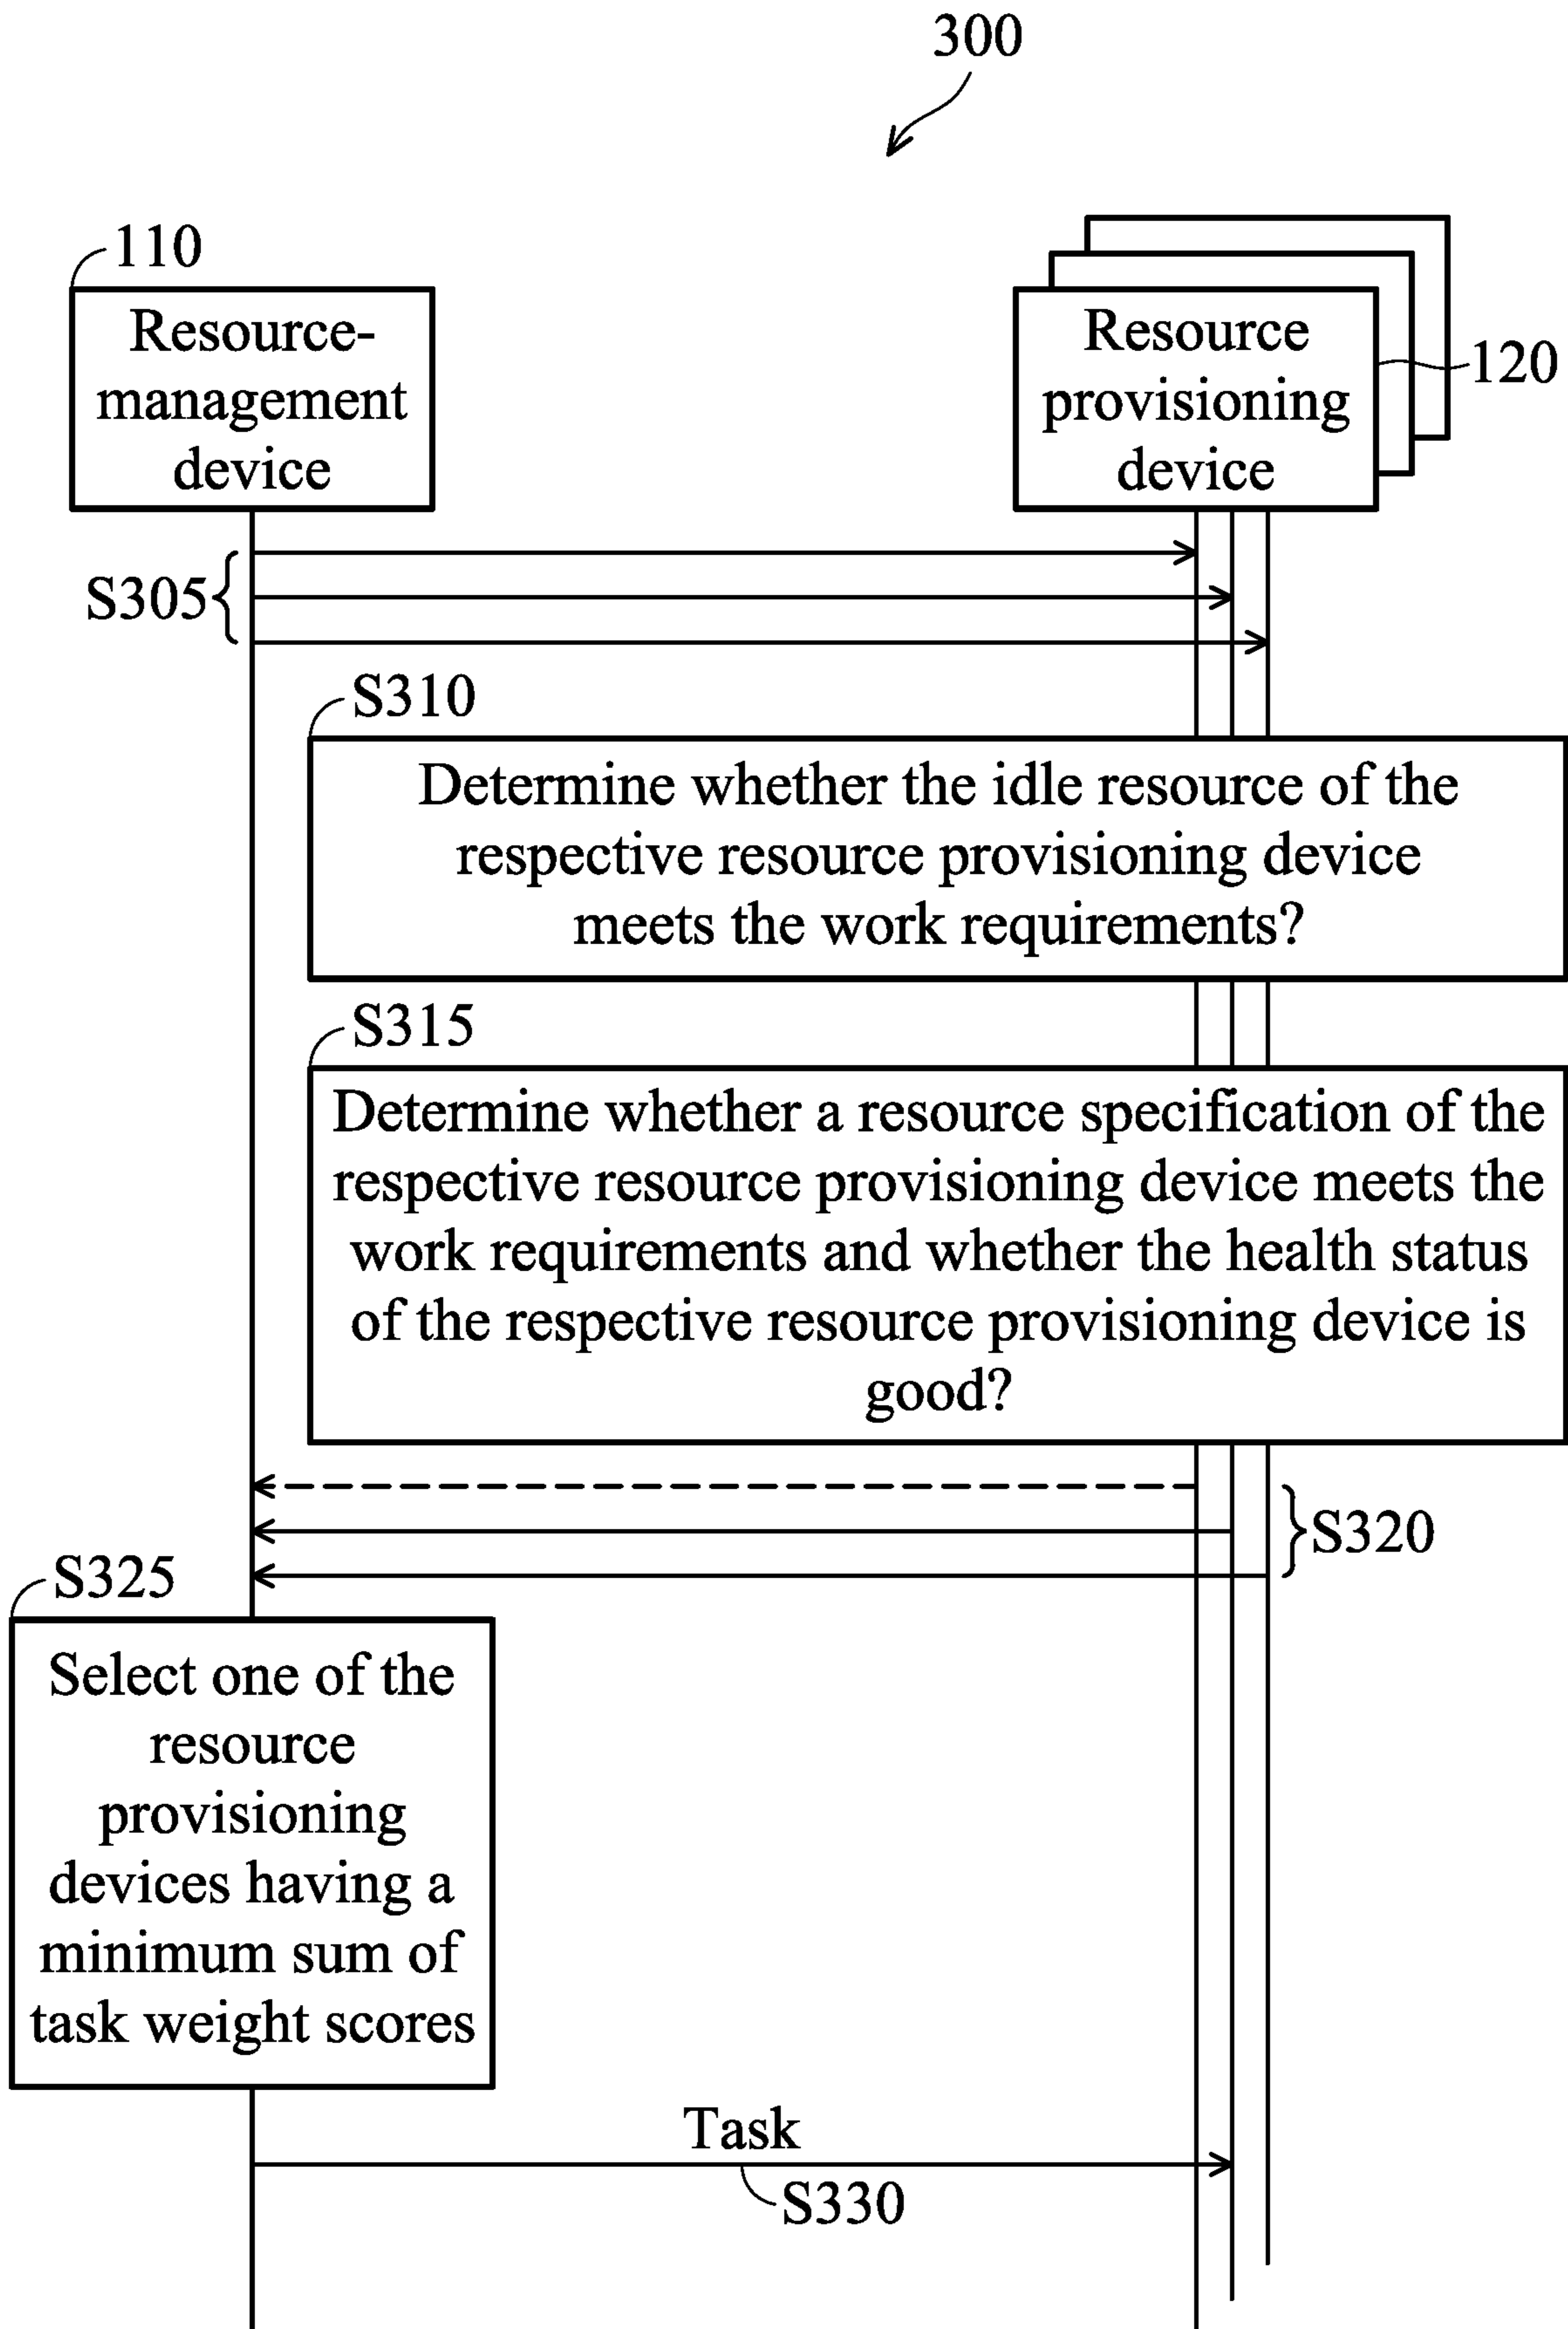 300
110
Resource-
management
device
Resource
provisioning
device
120
S305
S310
Determine whether the idle resource of the
respective resource provisioning device
meets the work requirements?
S315
Determine whether a resource specification of the
respective resource provisioning device meets the
work requirements and whether the health status
of the respective resource provisioning device is
good?
S320
S325
Select one of the
resource
provisioning
devices having a
minimum sum of
task weight scores
Task
S330